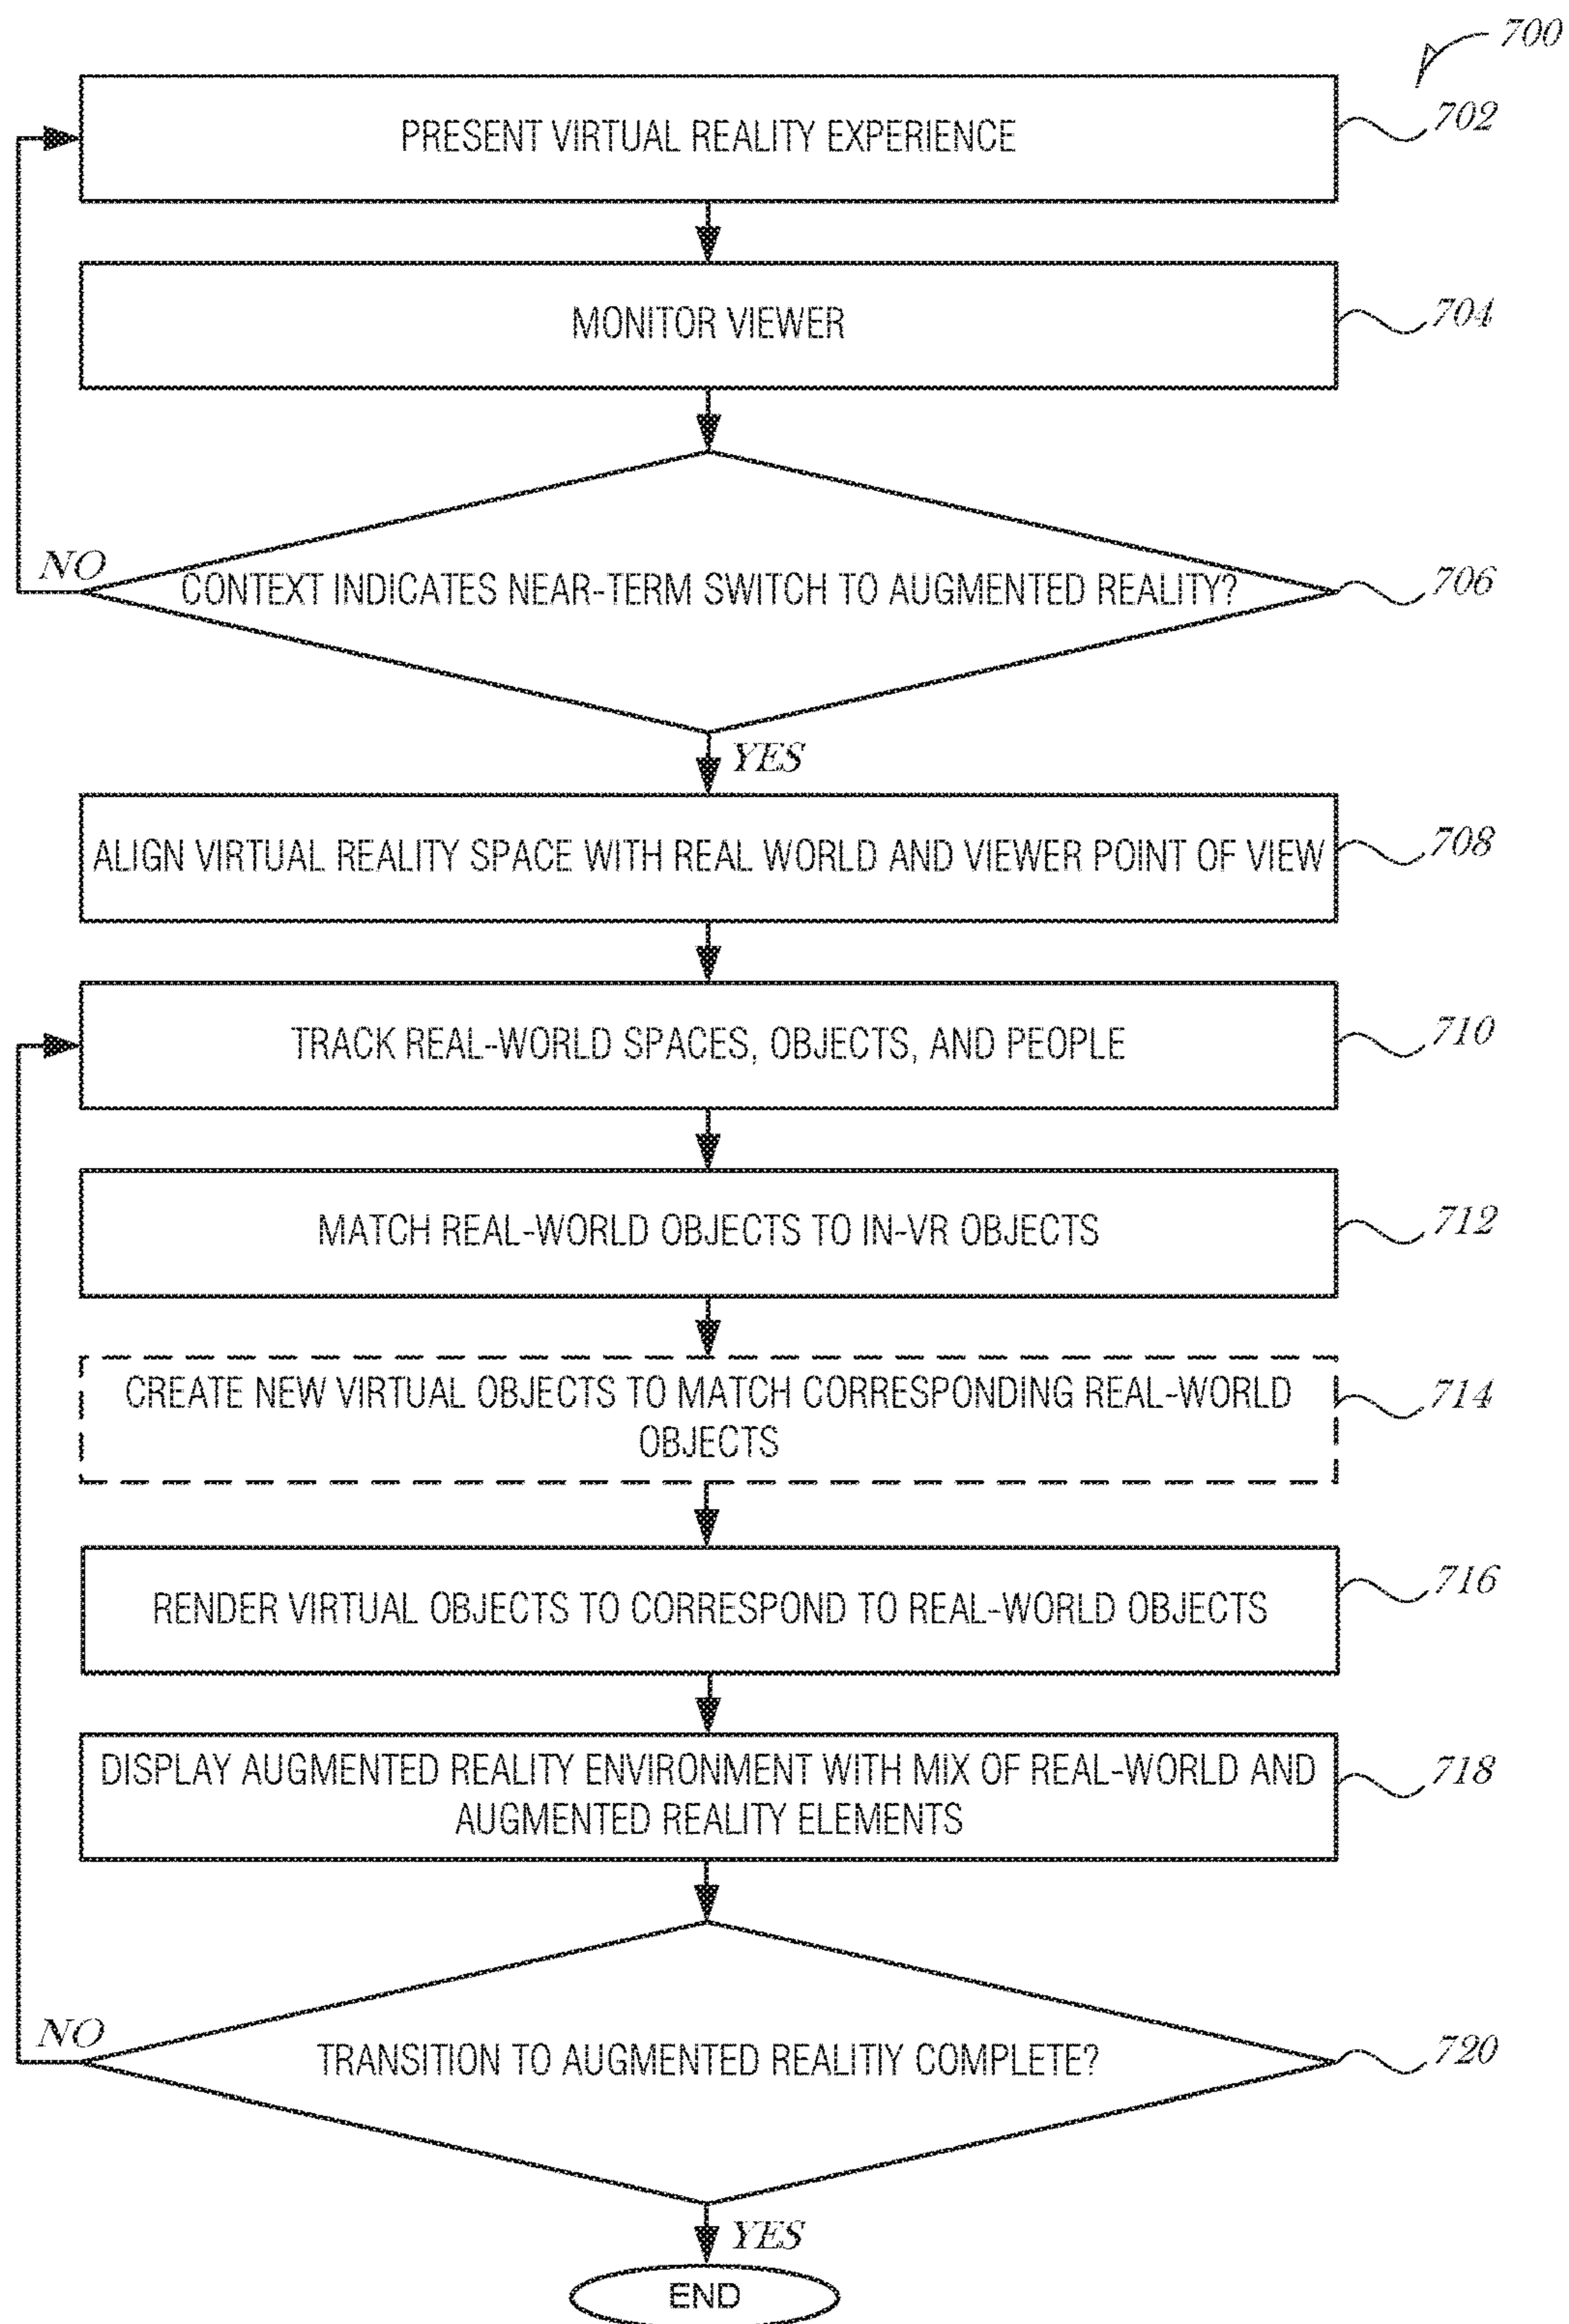 700
PRESENT VIRTUAL REALITY EXPERIENCE
702
MONITOR VIEWER
704
NO
CONTEXT INDICATES NEAR-TERM SWITCH TO AUGMENTED REALITY?
706
YES
ALIGN VIRTUAL REALITY SPACE WITH REAL WORLD AND VIEWER POINT OF VIEW
708
TRACK REAL-WORLD SPACES, OBJECTS, AND PEOPLE
710
MATCH REAL-WORLD OBJECTS TO IN-VR OBJECTS
712
CREATE NEW VIRTUAL OBJECTS TO MATCH CORRESPONDING REAL-WORLD
OBJECTS
714
RENDER VIRTUAL OBJECTS TO CORRESPOND TO REAL-WORLD OBJECTS
716
DISPLAY AUGMENTED REALITY ENVIRONMENT WITH MIX OF REAL-WORLD AND
AUGMENTED REALITY ELEMENTS
718
NO
TRANSITION TO AUGMENTED REALITIY COMPLETE?
720
YES
END